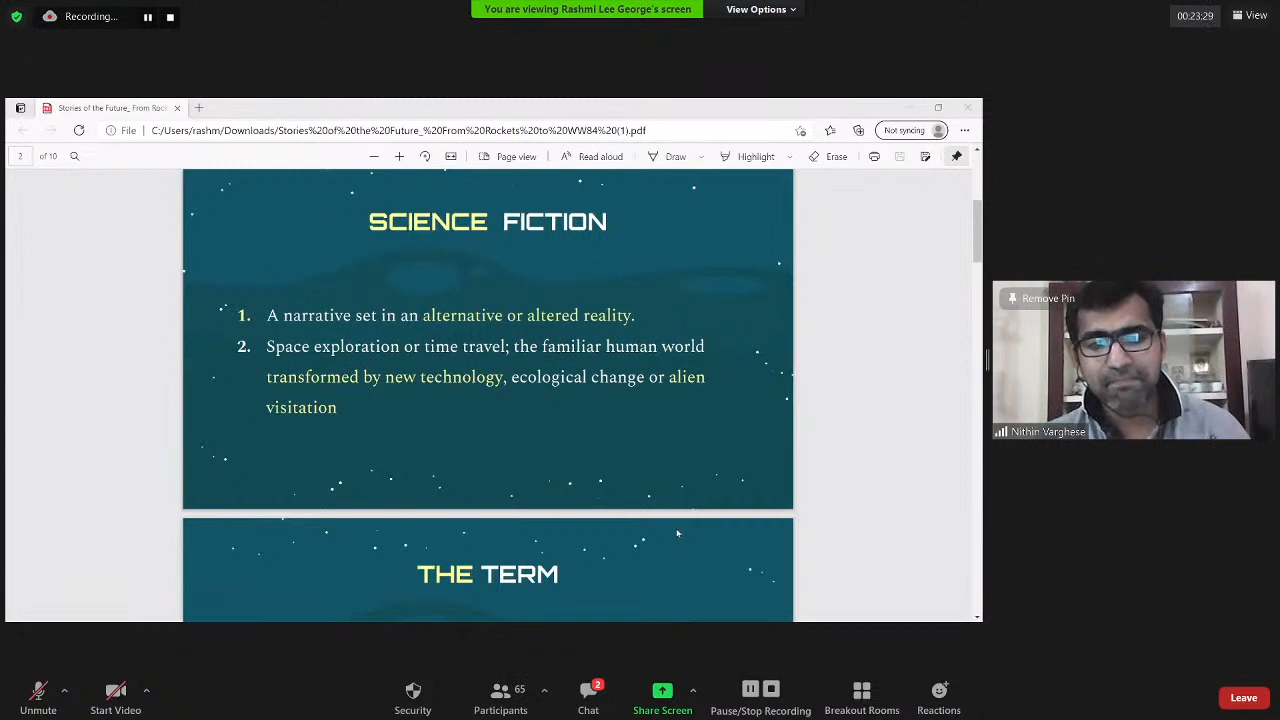 Recording...
You are viewing Rashmi Lee George's screen
View Options
00:23:29
View
Stories of the Future_ From Rock
File
C:/Users/rashm/Downloads/Stories%20of%20the%20Future_%20From%20Rockets%20to%20WW84%20(1).pdf
Not syncing
2
of 10
Page view
Read aloud
Draw
Highlight
Erase
SCIENCE FICTION
1. A narrative set in an alternative or altered reality.
2. Space exploration or time travel; the familiar human world
transformed by new technology, ecological change or alien
visitation
THE TERM
Remove Pin
Nithin Varghese
Unmute
Start Video
Security
65
Participants
2
Chat
Share Screen
Pause/Stop Recording
Breakout Rooms
Reactions
Leave